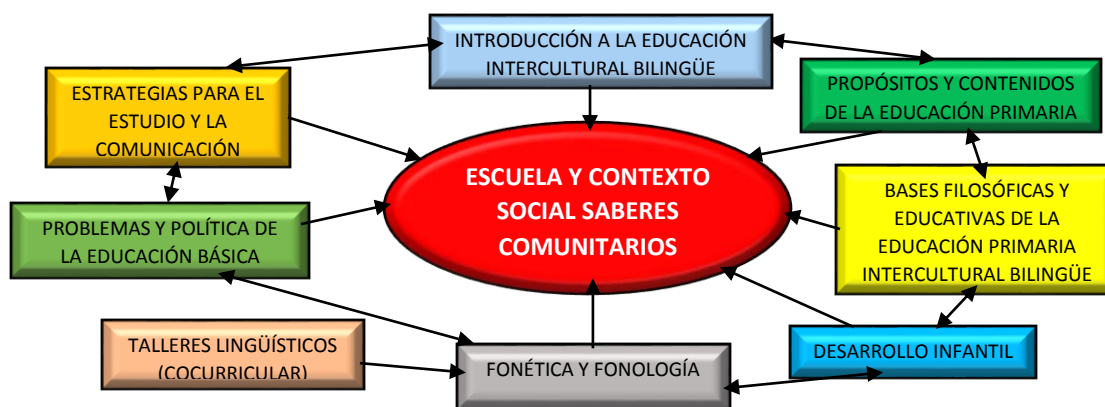 INTRODUCCIÓN A LA EDUCACIÓN
INTERCULTURAL BILINGÜE
ESTRATEGIAS PARA EL
ESTUDIO Y LA
COMUNICACIÓN
PROPÓSITOS Y CONTENIDOS
DE LA EDUCACIÓN PRIMARIA
ESCUELA Y CONTEXTO
SOCIAL SABERES
COMUNITARIOS
PROBLEMAS Y POLÍTICA DE
LA EDUCACIÓN BÁSICA
BASES FILOSÓFICAS Y
EDUCATIVAS DE LA
EDUCACIÓN PRIMARIA
INTERCULTURAL BILINGÜE
TALLERES LINGÜÍSTICOS
(COCURRICULAR)
FONÉTICA Y FONOLOGÍA
DESARROLLO INFANTIL